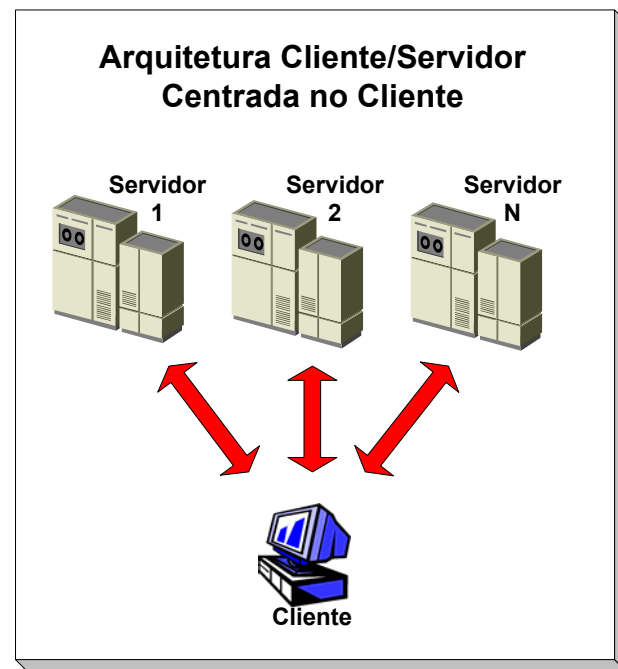 Arquitetura Cliente/Servidor
Centrada no Cliente
Servidor
1
Servidor
2
Servidor
N
Cliente